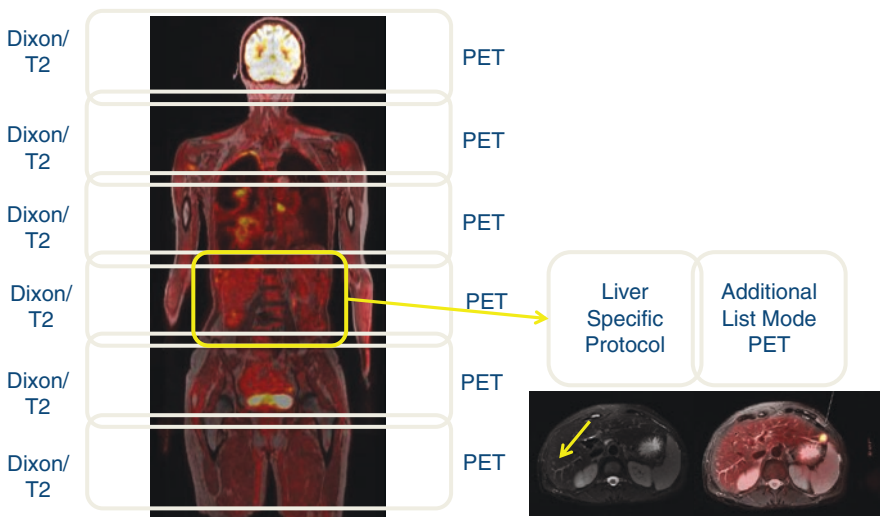 Dixon/
T2
PET
Dixon/
T2
PET
Dixon/
T2
PET
Dixon/
T2
PET
Liver
Specific
Protocol
Additional
List Mode
PET
Dixon/
T2
PET
Dixon/
T2
PET